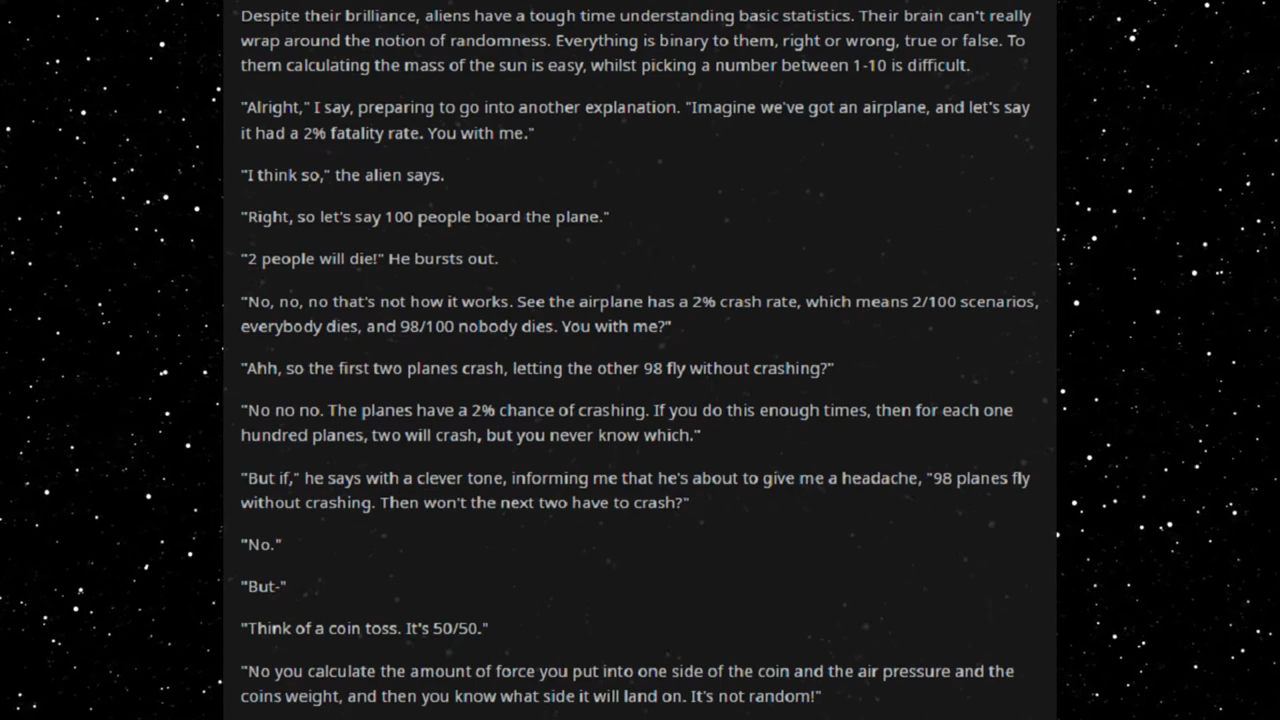 Despite their brilliance, aliens have a tough time understanding basic statistics. Their brain can't really
wrap around the notion of randomness. Everything is binary to them, right or wrong, true or false. To
them calculating the mass of the sun is easy, whilst picking a number between 1-10 is difficult.
"Alright," I say, preparing to go into another explanation. "Imagine we've got an airplane, and let's say
it had a 2% fatality rate. You with me."
"I think so," the alien says.
"Right, so let's say 100 people board the plane."
"2 people will die!" He bursts out.
"No, no, no that's not how it works. See the airplane has a 2% crash rate, which means 2/100 scenarios,
everybody dies, and 98/100 nobody dies. You with me?"
"Ahh, so the first two planes crash, letting the other 98 fly without crashing?"
"No no no. The planes have a 2% chance of crashing. If you do this enough times, then for each one
hundred planes, two will crash, but you never know which."
"But if," he says with a clever tone, informing me that he's about to give me a headache, "98 planes fly
without crashing. Then won't the next two have to crash?"
"No."
"But-"
"Think of a coin toss. It's 50/50."
"No you calculate the amount of force you put into one side of the coin and the air pressure and the
coins weight, and then you know what side it will land on. It's not random!"